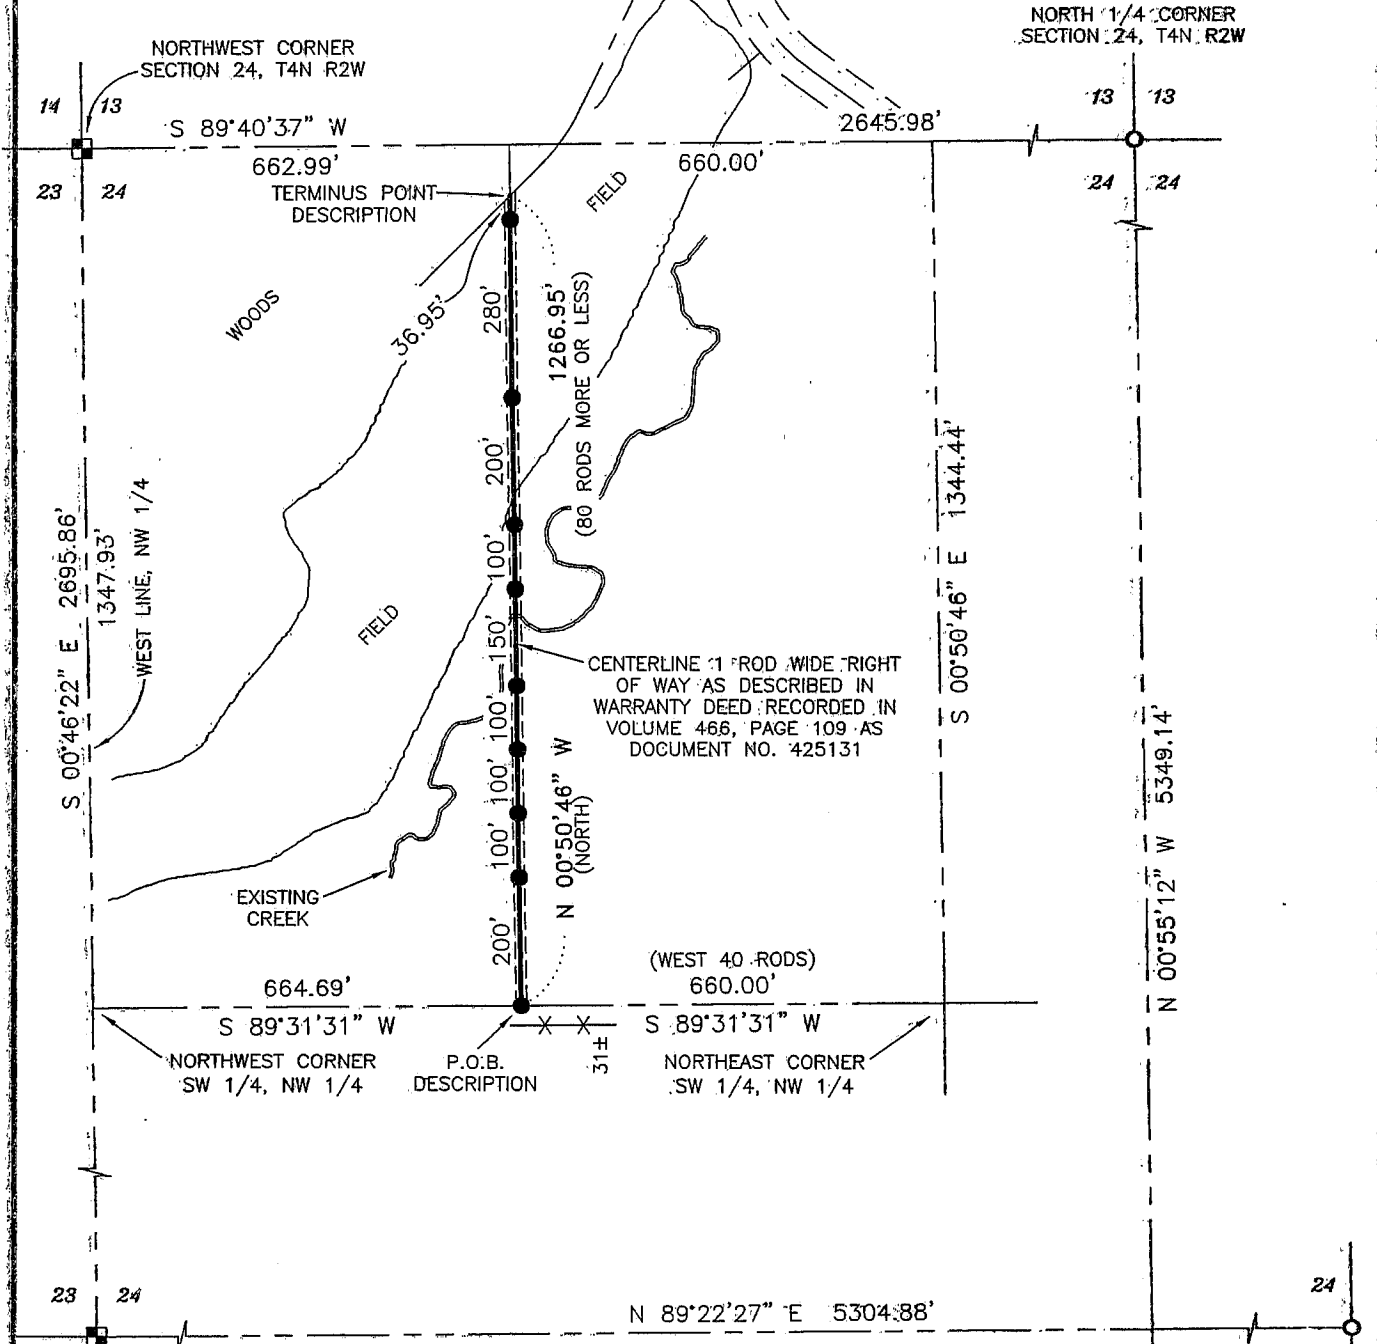 NORTH 1/4 CORNER
SECTION 24, T4N R2W
NORTHWEST CORNER
SECTION 24, T4N R2W
14 13
13 13
S 89°40'37" W
2645.98'
662.99'
660.00'
23 24
24 24
TERMINUS POINT
DESCRIPTION
FIELD
WOODS
36.95'
280'
1266.95'
(80 RODS MORE OR LESS)
200'
100'
150'
100'
100'
100'
200'
S 00°46'22" E 2695.86'
1347.93'
WEST LINE, NW 1/4
FIELD
S 00°50'46" E 1344.44'
CENTERLINE 1 ROD WIDE RIGHT
OF WAY AS DESCRIBED IN
WARRANTY DEED RECORDED IN
VOLUME 466, PAGE 109 AS
DOCUMENT NO. 425131
N 00°50'46" W
(NORTH)
N 00°55'12" W 5349.14'
EXISTING
CREEK
(WEST 40 RODS)
664.69'
660.00'
S 89°31'31" W
S 89°31'31" W
31±
NORTHWEST CORNER
SW 1/4, NW 1/4
P.O.B.
DESCRIPTION
NORTHEAST CORNER
SW 1/4, NW 1/4
23 24
24
N 89°22'27" E 5304.88'